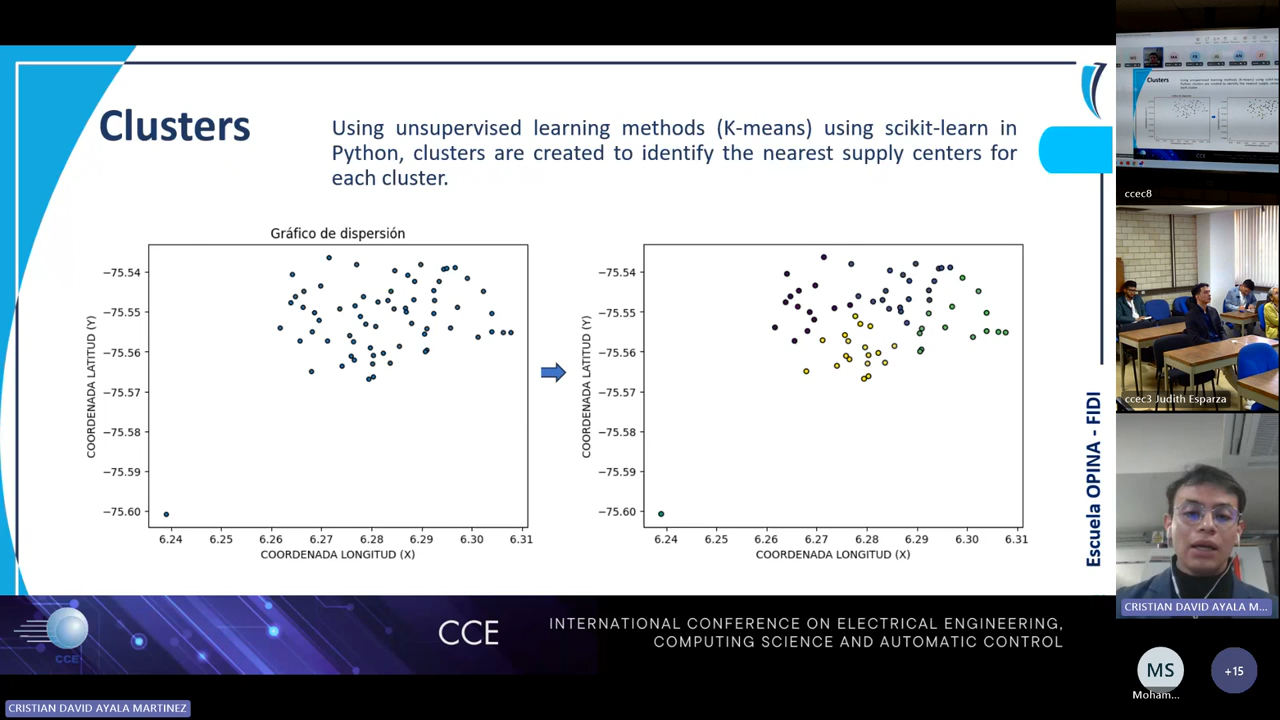 Clusters
Using unsupervised learning methods (K-means) using scikit-learn in
Python, clusters are created to identify the nearest supply centers for
each cluster.
Gráfico de dispersión
COORDENADA LATITUD (Y)
−75.54
−75.55
−75.56
−75.57
−75.58
−75.59
−75.60
6.24
6.25
6.26
6.27
6.28
6.29
6.30
6.31
COORDENADA LONGITUD (X)
COORDENADA LATITUD (Y)
−75.54
−75.55
−75.56
−75.57
−75.58
−75.59
−75.60
6.24
6.25
6.26
6.27
6.28
6.29
6.30
6.31
COORDENADA LONGITUD (X)
Escuela OPINA - FIDI
CCE
CCE
INTERNATIONAL CONFERENCE ON ELECTRICAL ENGINEERING,
COMPUTING SCIENCE AND AUTOMATIC CONTROL
CRISTIAN DAVID AYALA MARTINEZ
Clusters
ccec8
ccec3 Judith Esparza
CRISTIAN DAVID AYALA M...
MS
Moham...
+15